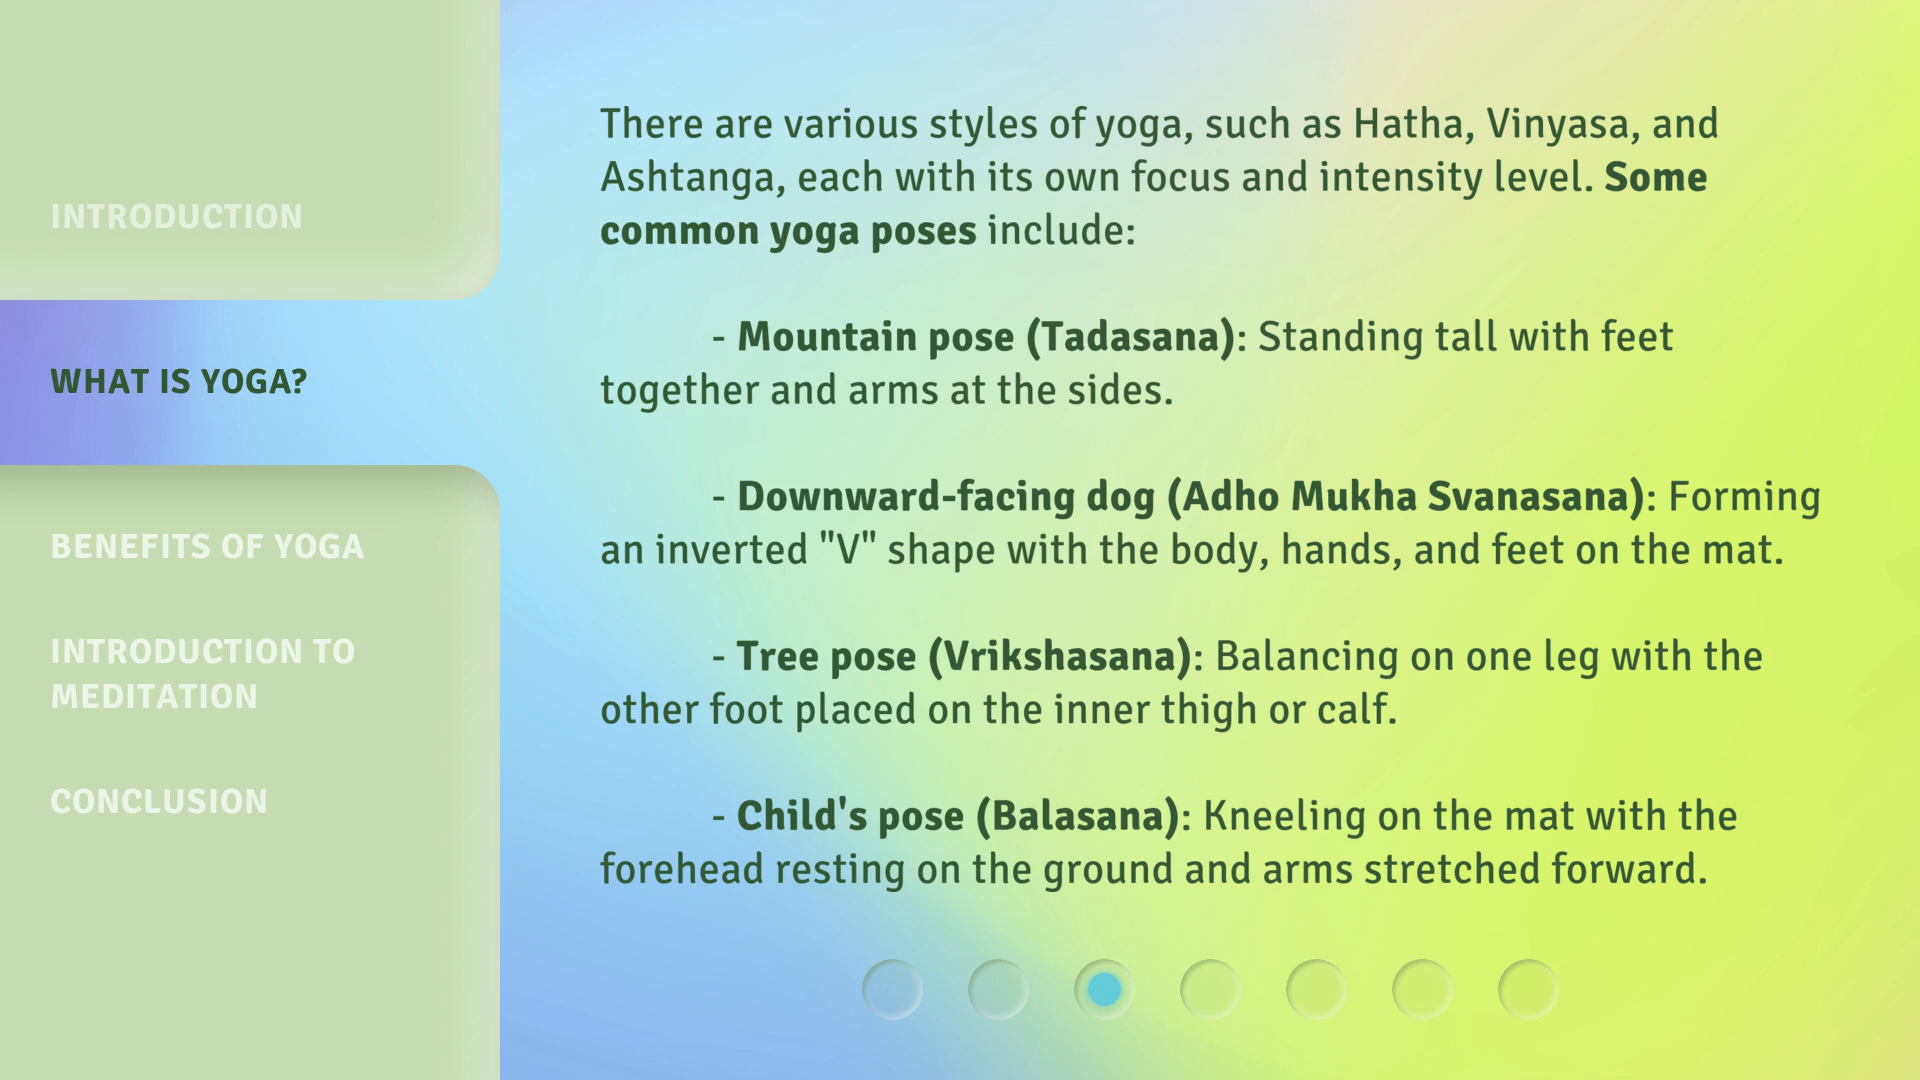 INTRODUCTION
WHAT IS YOGA?
BENEFITS OF YOGA
INTRODUCTION TO
MEDITATION
CONCLUSION
There are various styles of yoga, such as Hatha, Vinyasa, and
Ashtanga, each with its own focus and intensity level. Some
common yoga poses include:
- Mountain pose (Tadasana): Standing tall with feet
together and arms at the sides.
- Downward-facing dog (Adho Mukha Svanasana): Forming
an inverted "V" shape with the body, hands, and feet on the mat.
- Tree pose (Vrikshasana): Balancing on one leg with the
other foot placed on the inner thigh or calf.
- Child's pose (Balasana): Kneeling on the mat with the
forehead resting on the ground and arms stretched forward.